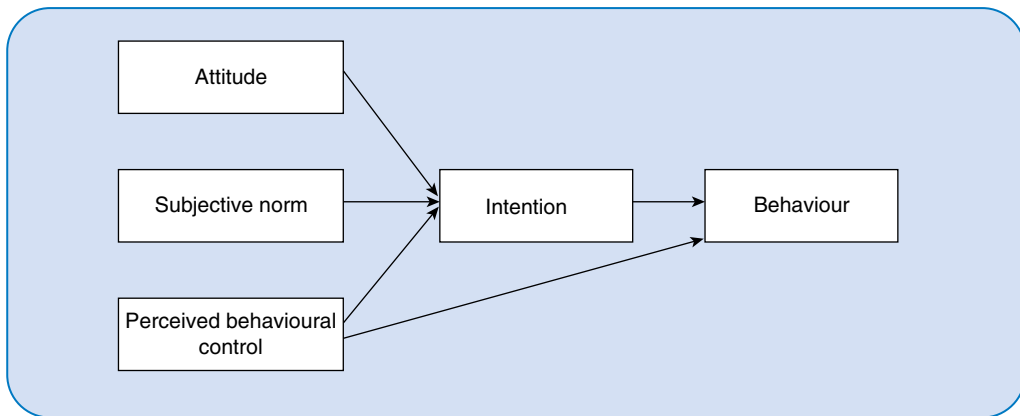 Attitude
Subjective norm
Intention
Behaviour
Perceived behavioural
control